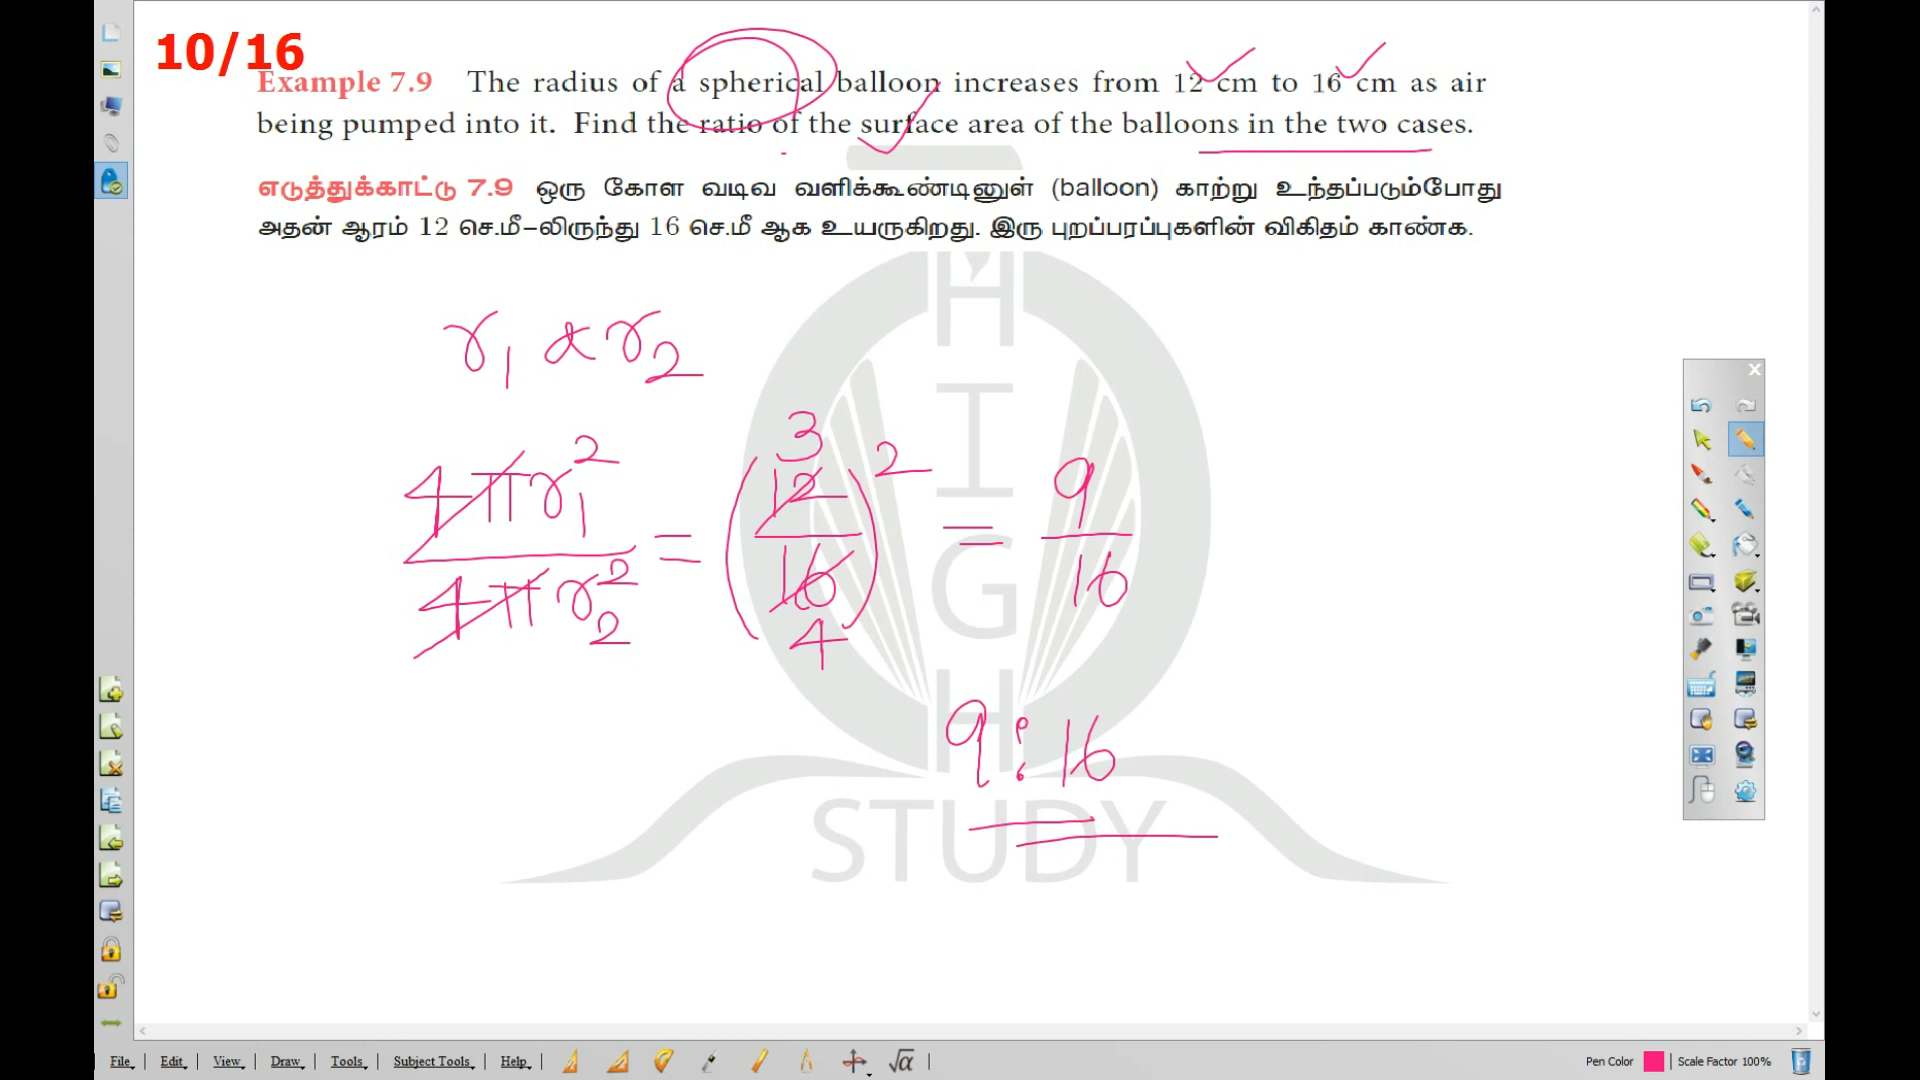 10/16
Example 7.9 The radius of a spherical balloon increases from 12 cm to 16 cm as air
being pumped into it. Find the ratio of the surface area of the balloons in the two cases.
எடுத்துக்காட்டு 7.9 ஒரு கோள வடிவ வளிக்கூண்டினுள் (balloon) காற்று உந்தப்படும்போது
அதன் ஆரம் 12 செ.மீ-லிருந்து 16 செ.மீ ஆக உயருகிறது. இரு புறப்பரப்புகளின் விகிதம் காண்க.
r₁ & r₂
4πr₁² / 4πr₂² = (12/16)² = 9/16
3
4
9 : 16
HIGH
STUDY
File Edit View Draw Tools Subject Tools Help √α Pen Color Scale Factor 100%